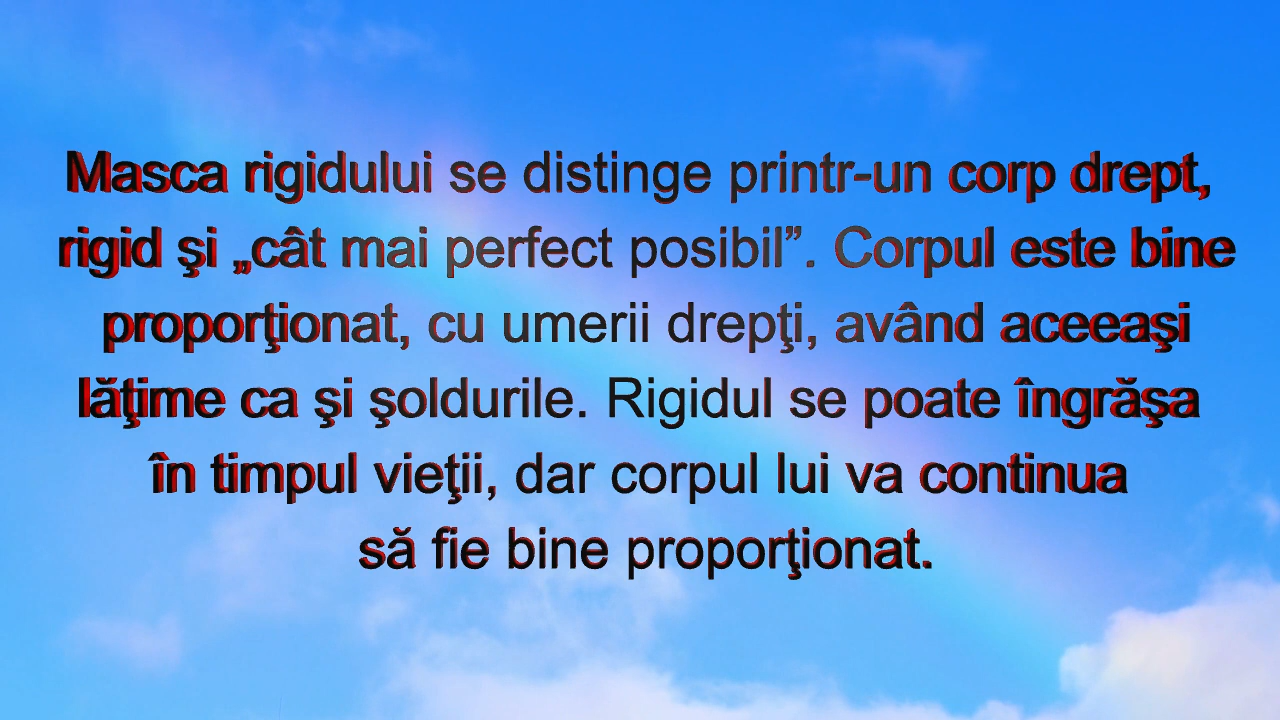 Masca rigidului se distinge printr-un corp drept,
rigid şi „cât mai perfect posibil”. Corpul este bine
proporţionat, cu umerii drepţi, având aceeaşi
lăţime ca şi şoldurile. Rigidul se poate îngrăşa
în timpul vieţii, dar corpul lui va continua
să fie bine proporţionat.